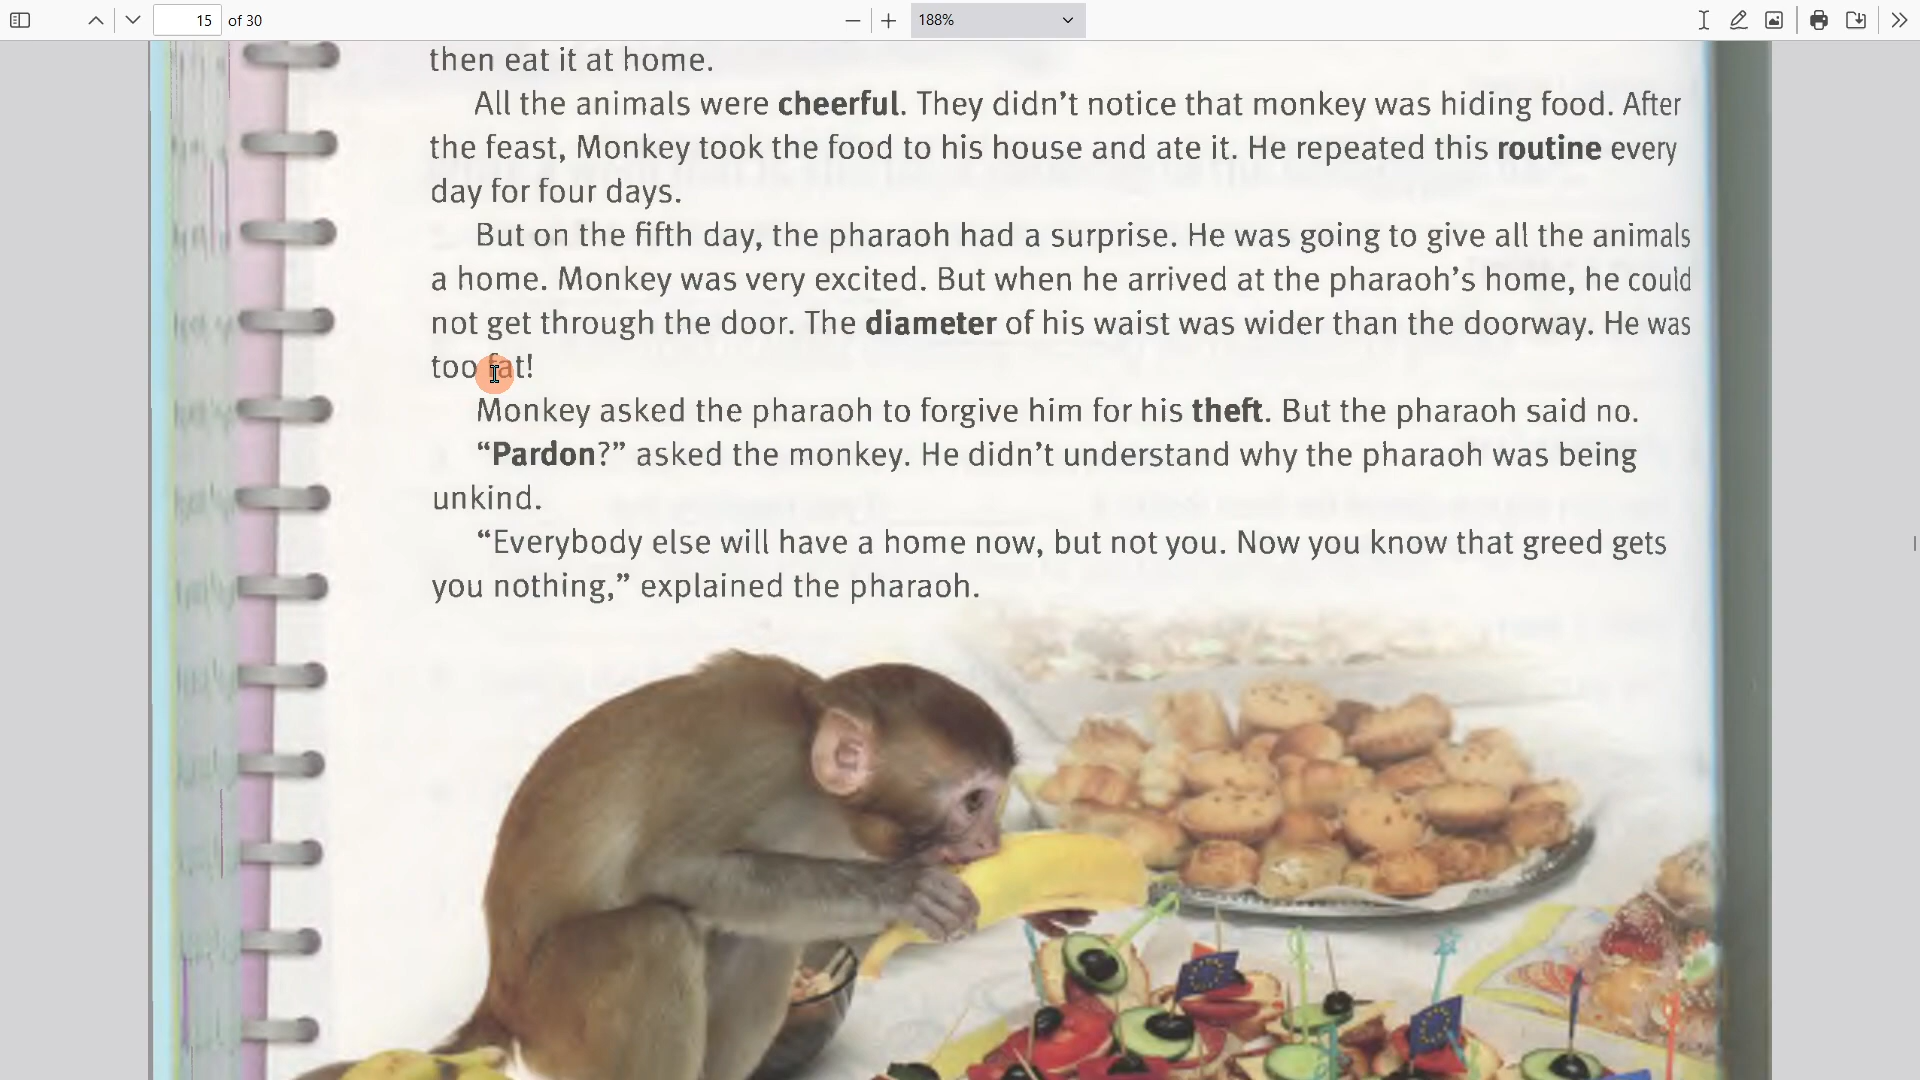 15 of 30
188%
then eat it at home.
All the animals were cheerful. They didn't notice that monkey was hiding food. After
the feast, Monkey took the food to his house and ate it. He repeated this routine every
day for four days.
But on the fifth day, the pharaoh had a surprise. He was going to give all the animals
a home. Monkey was very excited. But when he arrived at the pharaoh's home, he could
not get through the door. The diameter of his waist was wider than the doorway. He was
too fat!
Monkey asked the pharaoh to forgive him for his theft. But the pharaoh said no.
“Pardon?” asked the monkey. He didn't understand why the pharaoh was being
unkind.
“Everybody else will have a home now, but not you. Now you know that greed gets
you nothing,” explained the pharaoh.